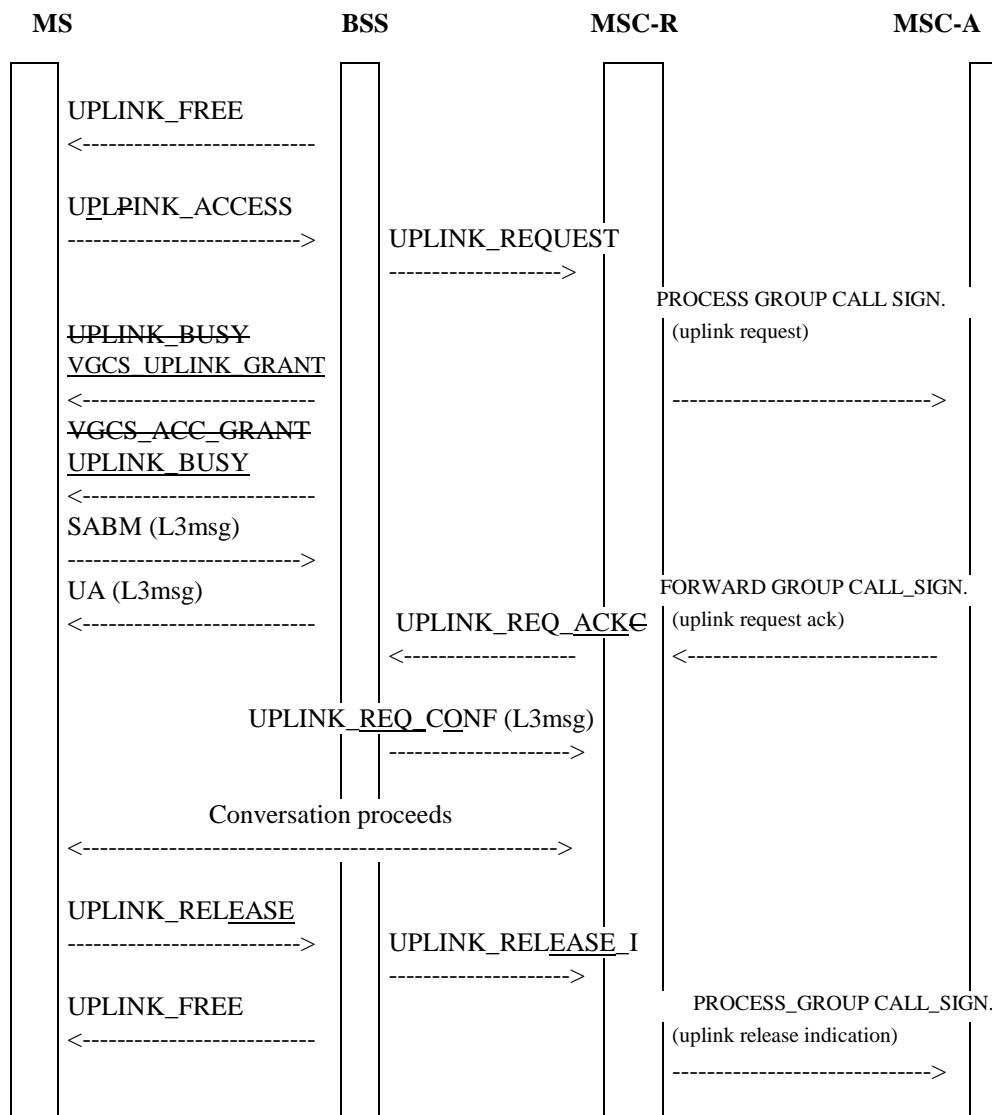 MS BSS MSC-R MSC-A
UPLINK_FREE
<---------------------------
UPLPINK_ACCESS
--------------------------->
UPLINK_REQUEST
-------------------->
PROCESS GROUP CALL SIGN.
UPLINK_BUSY
(uplink request)
VGCS_UPLINK_GRANT
<---------------------------
------------------------------>
VGCS_ACC_GRANT
UPLINK_BUSY
<---------------------------
SABM (L3msg)
--------------------------->
UA (L3msg)
FORWARD GROUP CALL_SIGN.
<---------------------------
UPLINK_REQ_ACKC
(uplink request ack)
<--------------------
<-----------------------------
UPLINK_REQ_CONF (L3msg)
--------------------->
Conversation proceeds
<------------------------------------------------------->
UPLINK_RELEASE
--------------------------->
UPLINK_RELEASE_I
--------------------->
UPLINK_FREE
PROCESS_GROUP CALL_SIGN.
<---------------------------
(uplink release indication)
------------------------------>